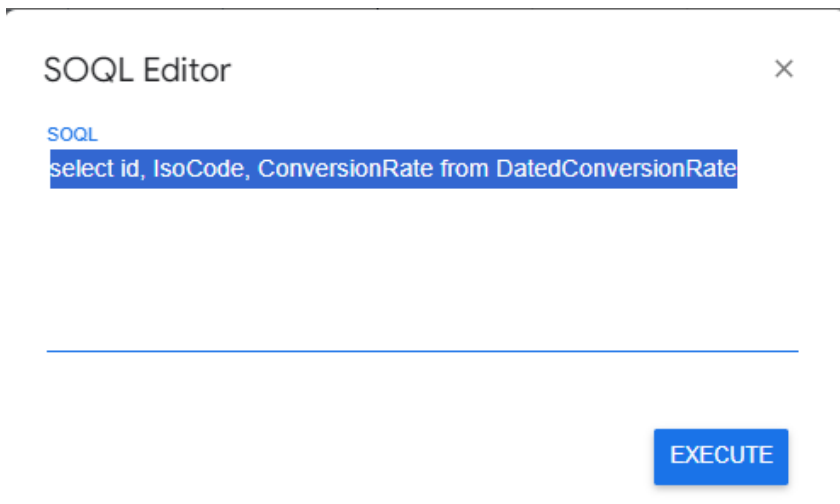 SOQL Editor
SOQL
select id, IsoCode, ConversionRate from DatedConversionRate
EXECUTE